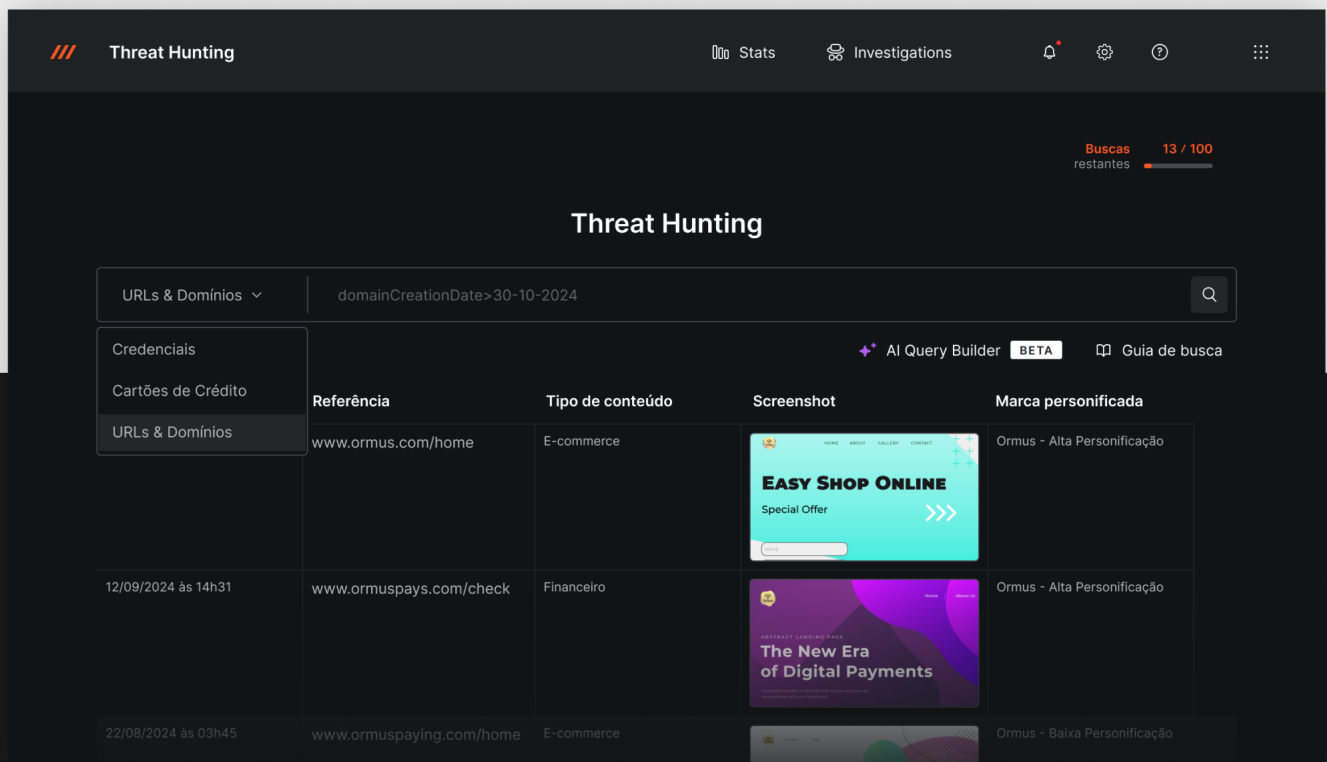 Threat Hunting
Stats
Investigations
Buscas 13 / 100
restantes
Threat Hunting
URLs & Domínios
domainCreationDate>30-10-2024
Credenciais
Cartões de Crédito
URLs & Domínios
AI Query Builder BETA
Guia de busca
Referência Tipo de conteúdo Screenshot Marca personificada
www.ormus.com/home E-commerce Ormus - Alta Personificação
HOME ABOUT GALLERY CONTACT
EASY SHOP ONLINE
Special Offer
12/09/2024 às 14h31 www.ormuspays.com/check Financeiro Ormus - Alta Personificação
Home About Us
ABSTRACT LANDING PAGE
The New Era
of Digital Payments
22/08/2024 às 03h45 www.ormuspaying.com/home E-commerce Ormus - Baixa Personificação